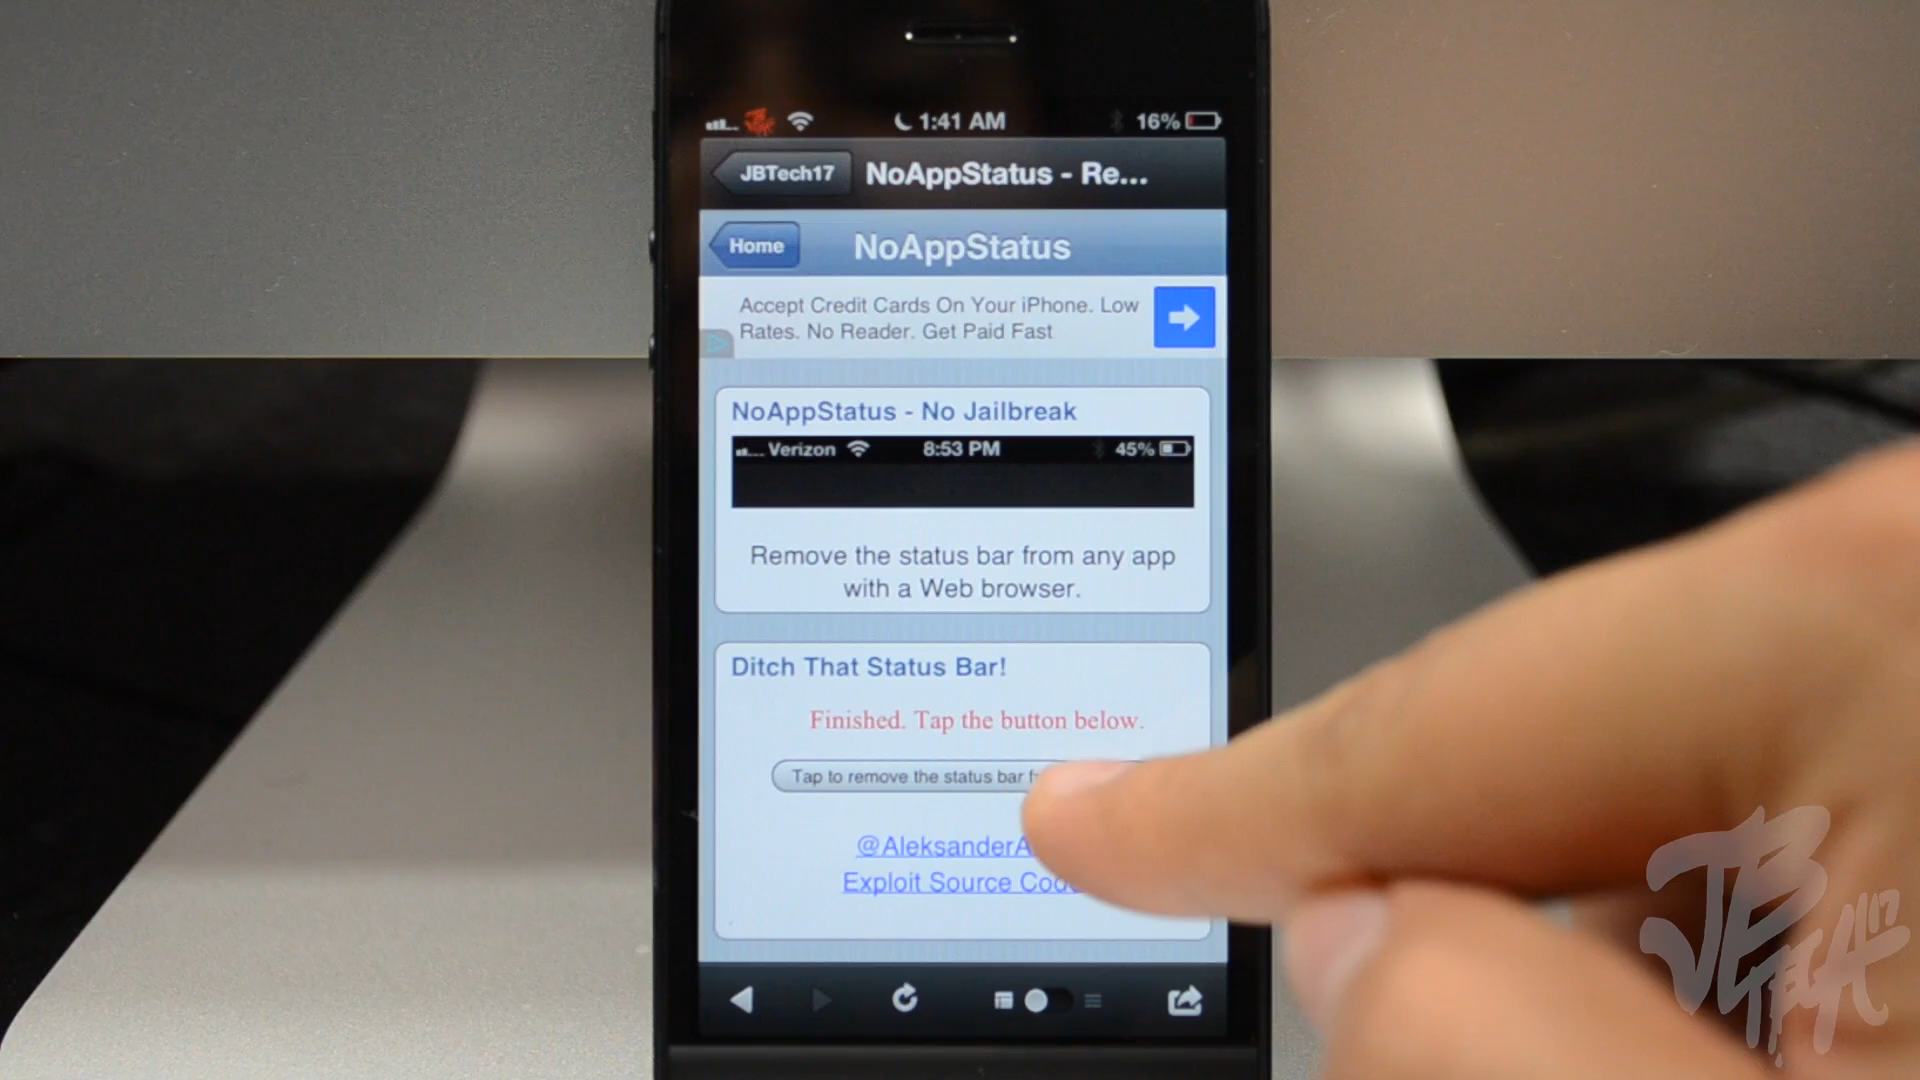 1:41 AM 16%
JBTech17 NoAppStatus - Re...
Home NoAppStatus
Accept Credit Cards On Your iPhone. Low
Rates. No Reader. Get Paid Fast
NoAppStatus - No Jailbreak
Verizon 8:53 PM 45%
Remove the status bar from any app
with a Web browser.
Ditch That Status Bar!
Finished. Tap the button below.
Tap to remove the status bar
@AleksanderA
Exploit Source Code
JBTECH17